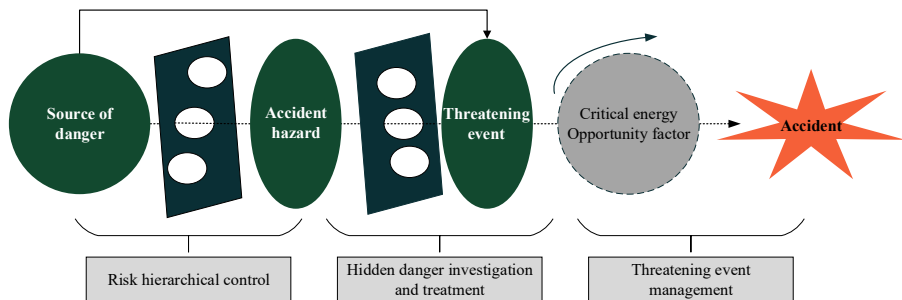 Source of
danger
Accident
hazard
Threatening
event
Critical energy
Opportunity factor
Accident
Risk hierarchical control
Hidden danger investigation
and treatment
Threatening event
management